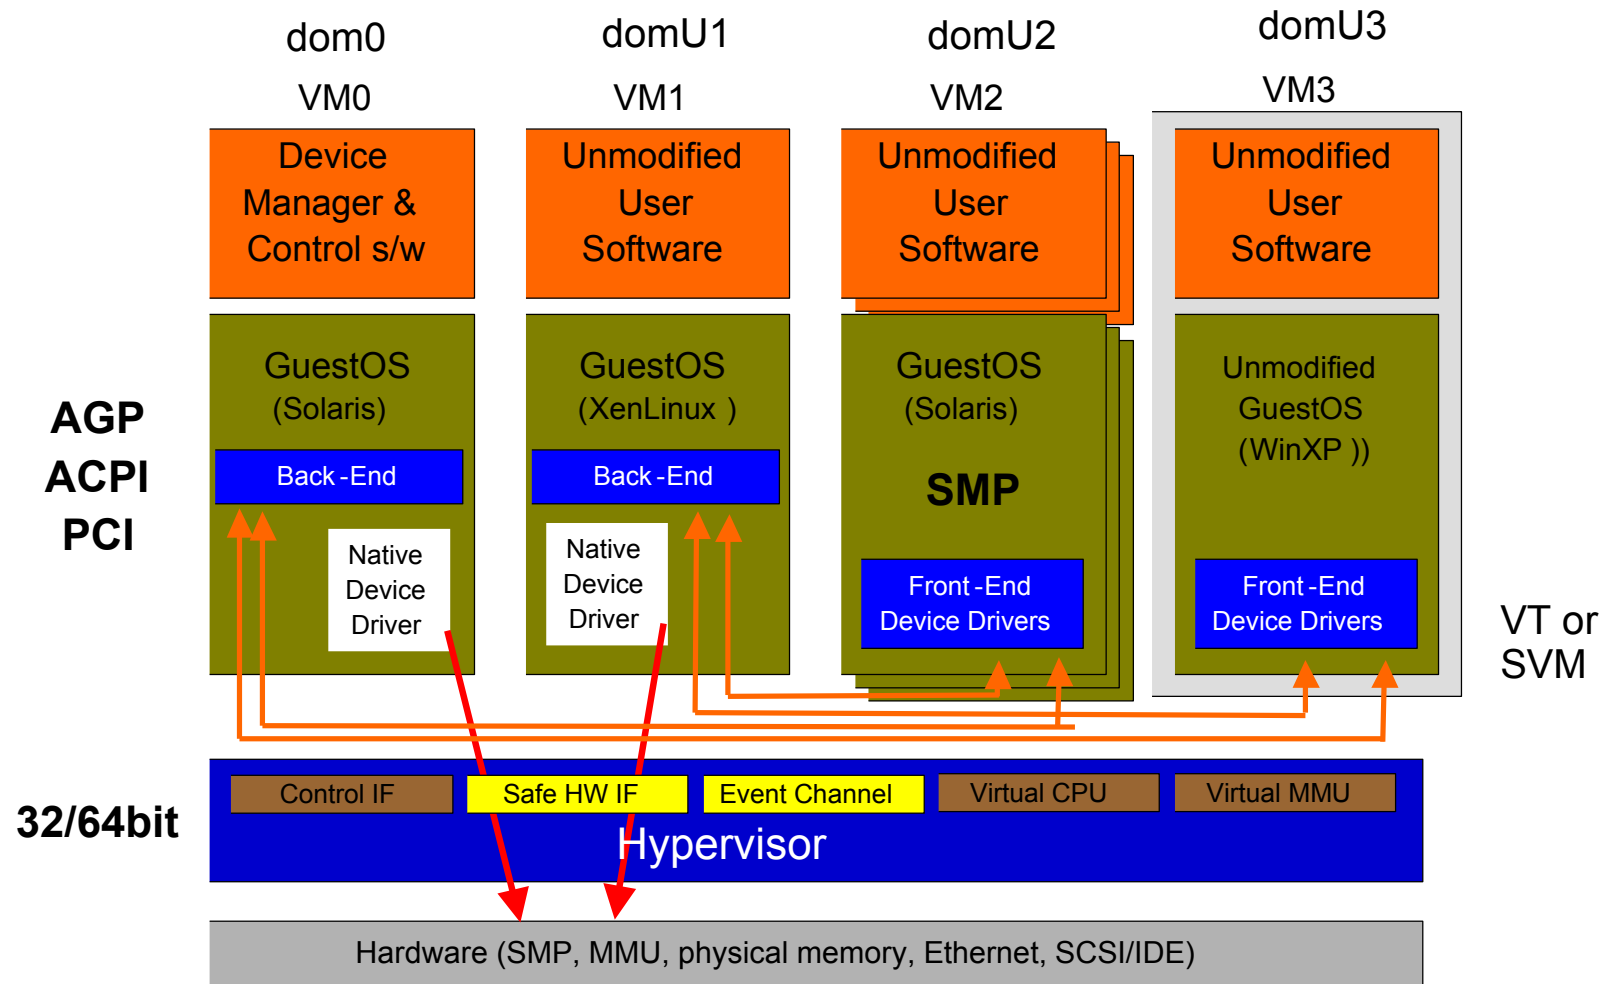 dom0
domU1
domU2
domU3
VM0
VM1
VM2
VM3
Device
Manager &
Control s/w
Unmodified
User
Software
Unmodified
User
Software
Unmodified
User
Software
GuestOS
(Solaris)
Back-End
Native
Device
Driver
GuestOS
(XenLinux )
Back-End
Native
Device
Driver
GuestOS
(Solaris)
SMP
Front-End
Device Drivers
Unmodified
GuestOS
(WinXP ))
Front-End
Device Drivers
AGP
ACPI
PCI
VT or
SVM
32/64bit
Control IF
Safe HW IF
Event Channel
Virtual CPU
Virtual MMU
Hypervisor
Hardware (SMP, MMU, physical memory, Ethernet, SCSI/IDE)